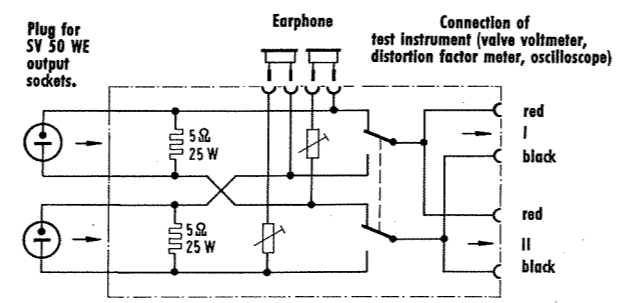 Plug for
SV 50 WE
output
sockets.
Earphone
Connection of
test instrument (valve voltmeter,
distortion factor meter, oscilloscope)
5Ω
25 W
5Ω
25 W
red
I
black
red
II
black